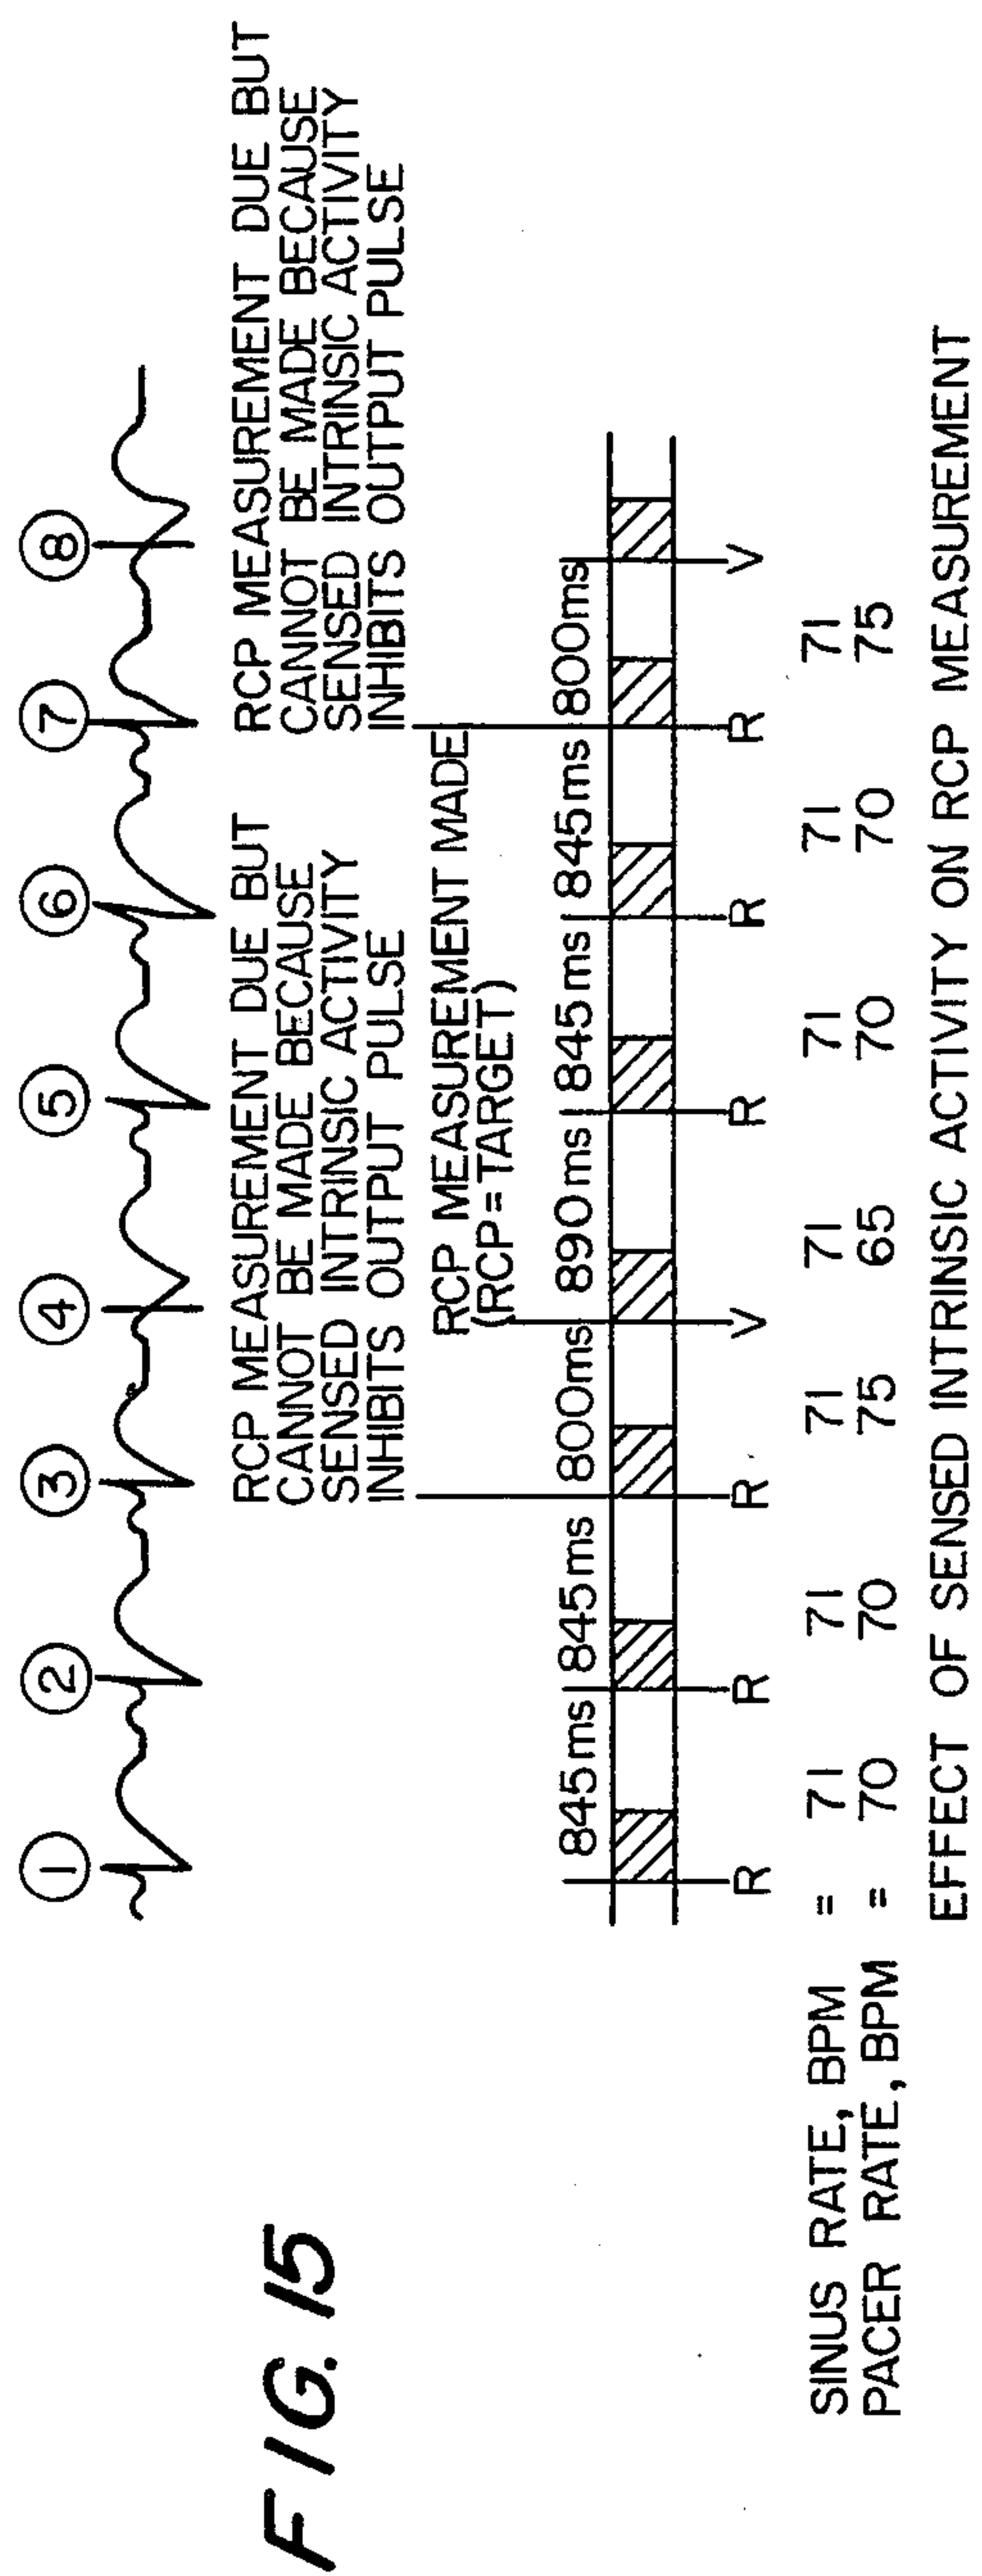 FIG. 15
1 2 3 4 5 6 7 8
RCP MEASUREMENT DUE BUT
CANNOT BE MADE BECAUSE
SENSED INTRINSIC ACTIVITY
INHIBITS OUTPUT PULSE
RCP MEASUREMENT DUE BUT
CANNOT BE MADE BECAUSE
SENSED INTRINSIC ACTIVITY
INHIBITS OUTPUT PULSE
RCP MEASUREMENT MADE
(RCP = TARGET)
845ms 845ms 800ms 890ms 845ms 845ms 800ms
R R R V R R R V
SINUS RATE, BPM = 71 71 71 71 71 71 71
PACER RATE, BPM = 70 70 75 65 70 70 75
EFFECT OF SENSED INTRINSIC ACTIVITY ON RCP MEASUREMENT